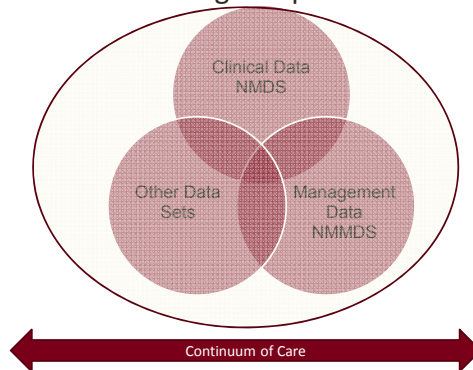 Clinical Data
NMDS
Other Data
Sets
Management
Data
NMMDS
Continuum of Care